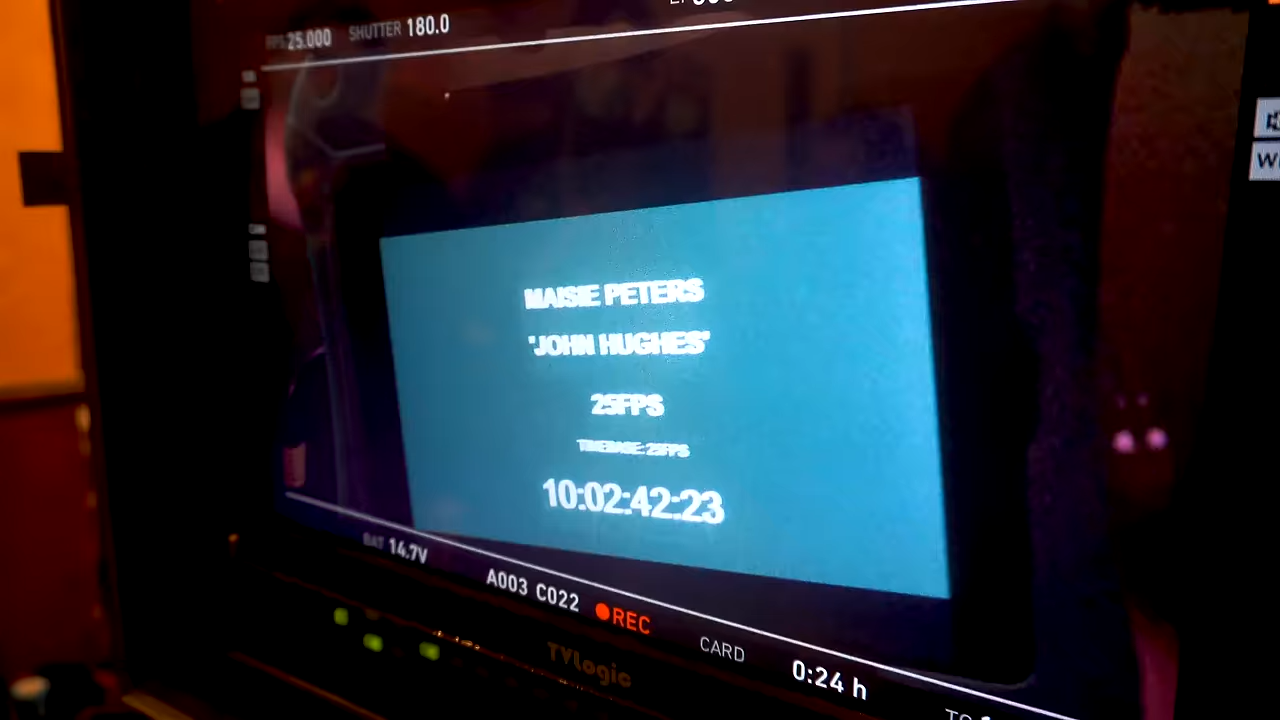 FPS 25.000 SHUTTER 180.0
MAISIE PETERS
'JOHN HUGHES'
25FPS
TIMEBASE: 25FPS
10:02:42:23
BAT 14.7V
A003 C022
REC
CARD
0:24 h
TVlogic